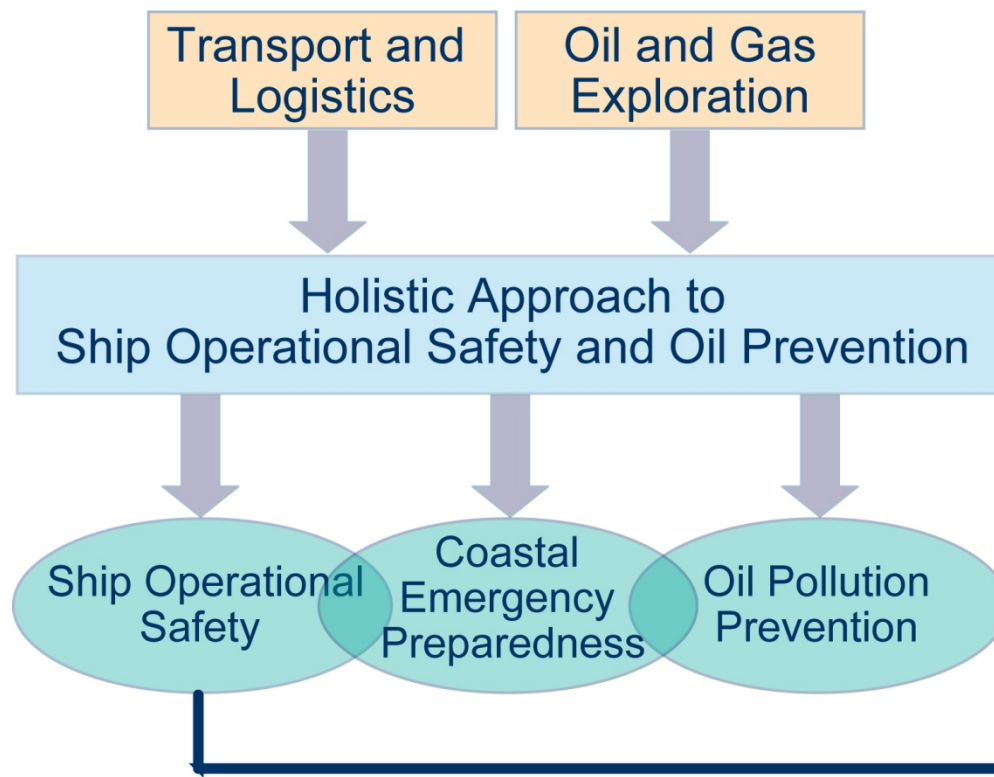 Transport and
Logistics
Oil and Gas
Exploration
Holistic Approach to
Ship Operational Safety and Oil Prevention
Ship Operational
Safety
Coastal
Emergency
Preparedness
Oil Pollution
Prevention